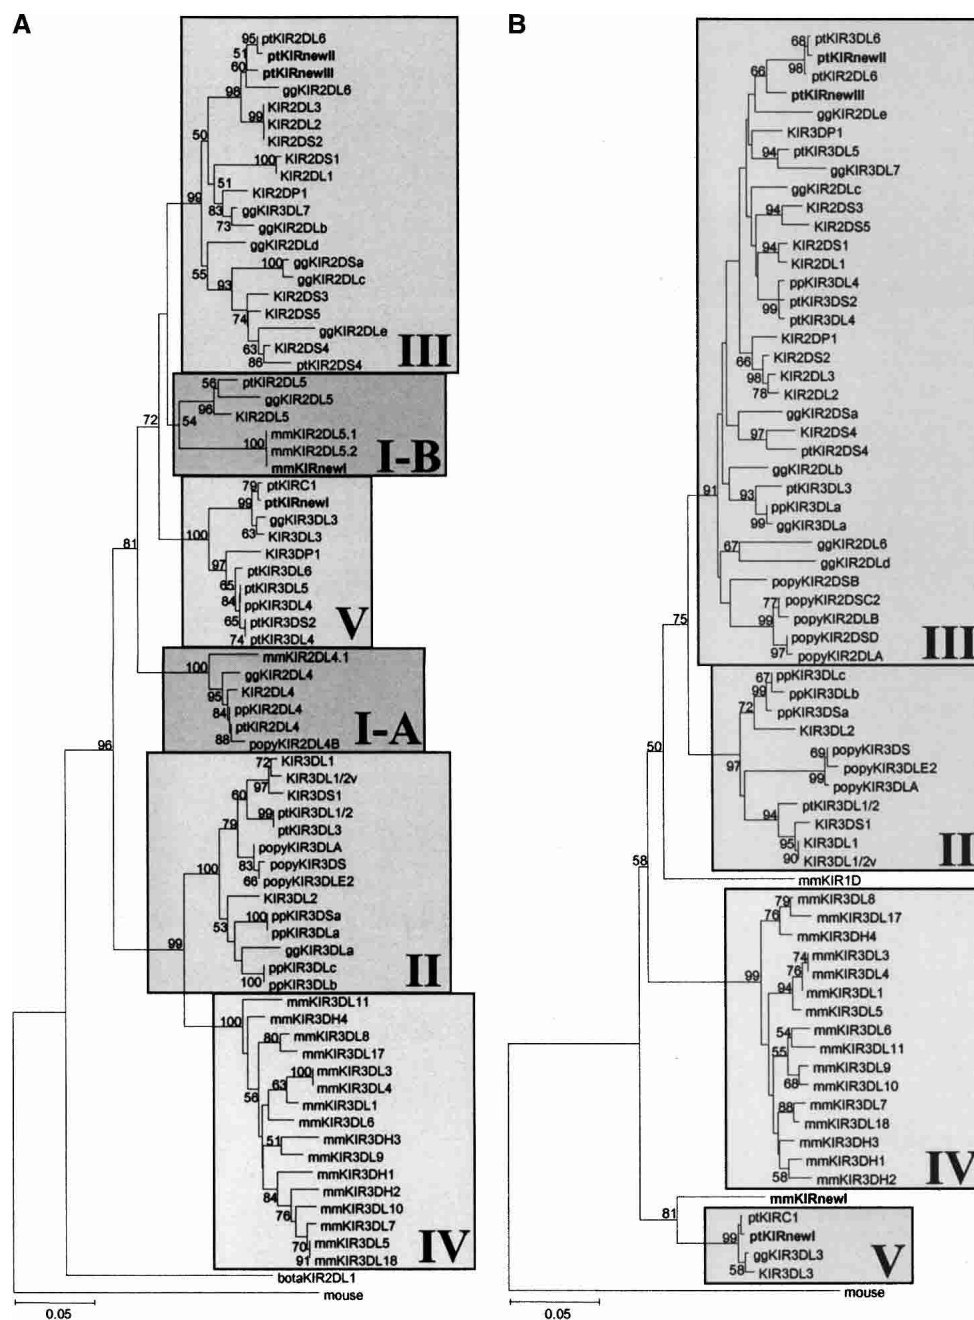 A
95
ptKIR2DL6
51
ptKIRnewII
60
ptKIRnewIII
ggKIR2DL6
98
KIR2DL3
99
KIR2DL2
KIR2DS2
50
100
KIR2DS1
KIR2DL1
51
KIR2DP1
99
83
ggKIR3DL7
73
ggKIR2DLb
ggKIR2DLd
55
100
ggKIR2DSa
93
ggKIR2DLc
KIR2DS3
74
KIR2DS5
ggKIR2DLe
63
KIR2DS4
86
ptKIR2DS4
III
56
ptKIR2DL5
ggKIR2DL5
96
KIR2DL5
72
54
mmKIR2DL5.1
100
mmKIR2DL5.2
mmKIRnewI
I-B
79
ptKIRC1
99
ptKIRnewI
ggKIR3DL3
63
KIR3DL3
100
KIR3DP1
81
97
ptKIR3DL6
65
ptKIR3DL5
84
ppKIR3DL4
65
ptKIR3DS2
74
ptKIR3DL4
V
mmKIR2DL4.1
100
ggKIR2DL4
95
KIR2DL4
84
ppKIR2DL4
ptKIR2DL4
88
popyKIR2DL4B
I-A
96
72
KIR3DL1
KIR3DL1/2v
97
KIR3DS1
60
99
ptKIR3DL1/2
79
ptKIR3DL3
popyKIR3DLA
83
popyKIR3DS
66
popyKIR3DLE2
100
KIR3DL2
100
ppKIR3DSa
53
ppKIR3DLa
ggKIR3DLa
99
ppKIR3DLc
100
ppKIR3DLb
II
mmKIR3DL11
100
mmKIR3DH4
80
mmKIR3DL8
mmKIR3DL17
100
mmKIR3DL3
63
mmKIR3DL4
56
mmKIR3DL1
mmKIR3DL6
51
mmKIR3DH3
mmKIR3DL9
mmKIR3DH1
84
mmKIR3DH2
76
mmKIR3DL10
mmKIR3DL7
70
mmKIR3DL5
91
mmKIR3DL18
IV
botaKIR2DL1
mouse
0.05
B
68
ptKIR3DL6
ptKIRnewII
66
98
ptKIR2DL6
ptKIRnewIII
ggKIR2DLe
KIR3DP1
94
ptKIR3DL5
ggKIR3DL7
ggKIR2DLc
94
KIR2DS3
KIR2DS5
94
KIR2DS1
KIR2DL1
ppKIR3DL4
99
ptKIR3DS2
ptKIR3DL4
KIR2DP1
66
KIR2DS2
98
KIR2DL3
78
KIR2DL2
ggKIR2DSa
97
KIR2DS4
ptKIR2DS4
ggKIR2DLb
91
93
ptKIR3DL3
ppKIR3DLa
99
ggKIR3DLa
67
ggKIR2DL6
ggKIR2DLd
popyKIR2DSB
77
popyKIR2DSC2
99
popyKIR2DLB
popyKIR2DSD
97
popyKIR2DLA
III
75
67
ppKIR3DLc
99
ppKIR3DLb
72
ppKIR3DSa
KIR3DL2
97
69
popyKIR3DS
popyKIR3DLE2
99
popyKIR3DLA
ptKIR3DL1/2
94
KIR3DS1
95
KIR3DL1
90
KIR3DL1/2v
II
50
mmKIR1D
58
79
mmKIR3DL8
76
mmKIR3DL17
mmKIR3DH4
74
mmKIR3DL3
99
76
mmKIR3DL4
94
mmKIR3DL1
mmKIR3DL5
54
mmKIR3DL6
55
mmKIR3DL11
mmKIR3DL9
68
mmKIR3DL10
88
mmKIR3DL7
mmKIR3DL18
mmKIR3DH3
mmKIR3DH1
58
mmKIR3DH2
IV
mmKIRnewI
81
ptKIRC1
99
ptKIRnewI
ggKIR3DL3
58
KIR3DL3
V
mouse
0.05